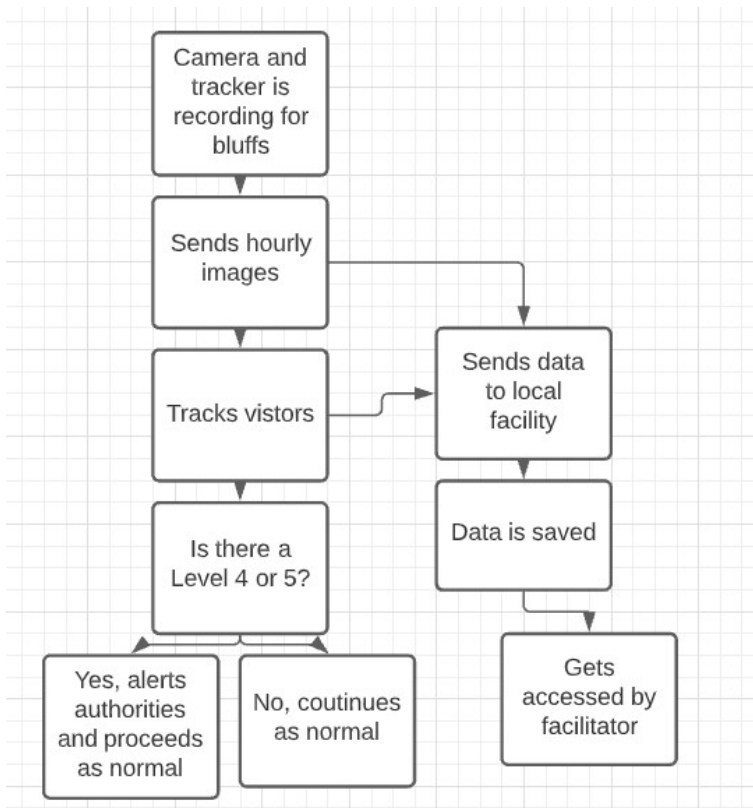 Camera and
tracker is
recording for
bluffs
Sends hourly
images
Tracks vistors
Is there a
Level 4 or 5?
Yes, alerts
authorities
and proceeds
as normal
No, coutinues
as normal
Sends data
to local
facility
Data is saved
Gets
accessed by
facilitator